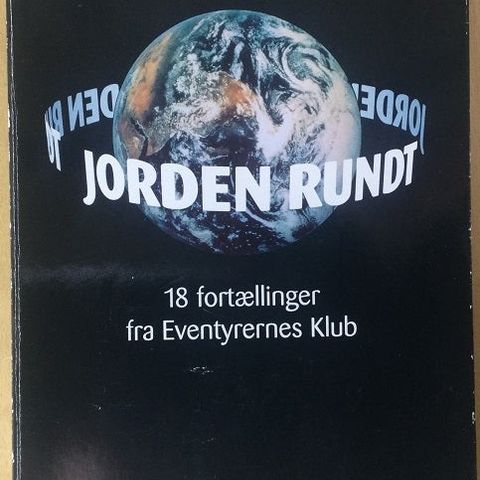 JORDEN RUNDT
18 fortællinger
fra Eventyrernes Klub